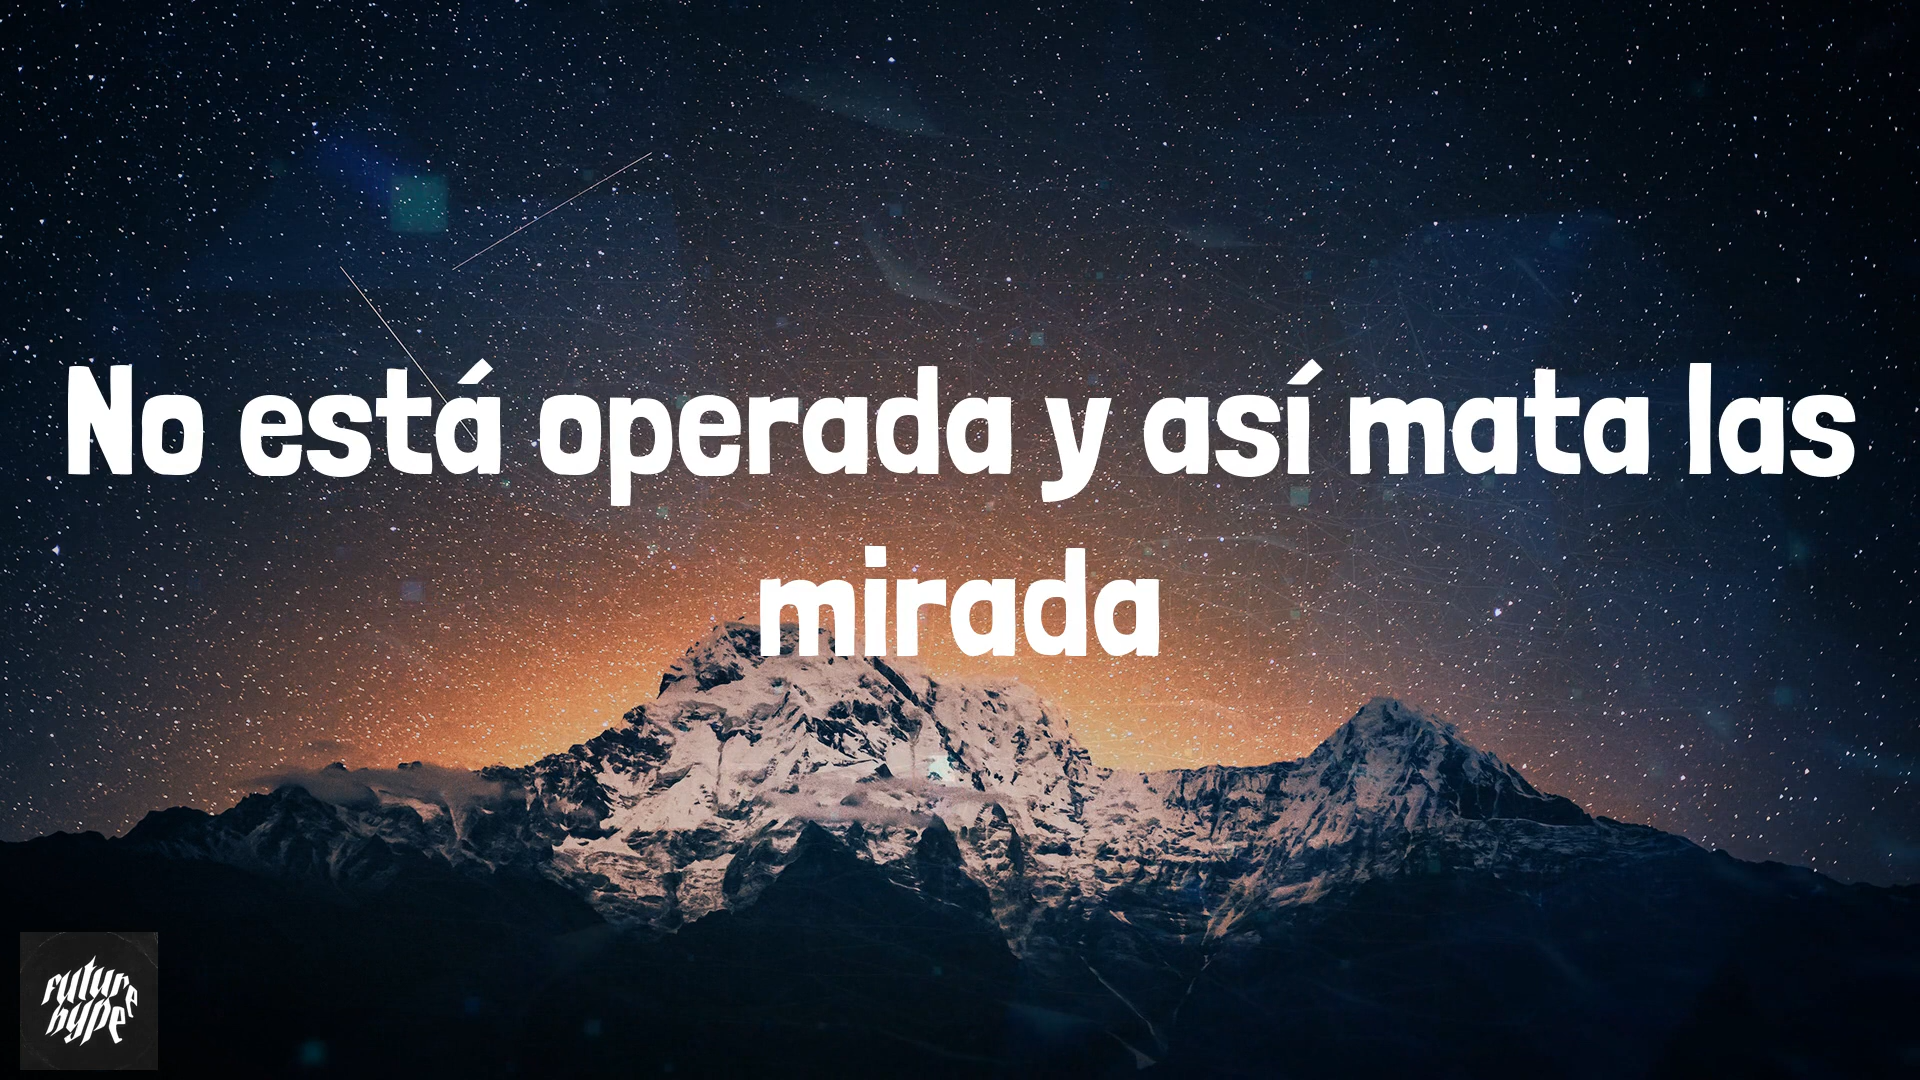 No está operada y así mata las
mirada
future
hype